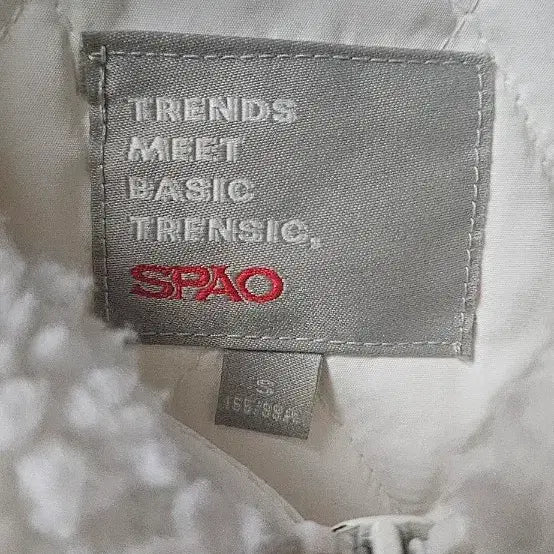 TRENDS
MEET
BASIC
TRENSIC,
SPAO
S